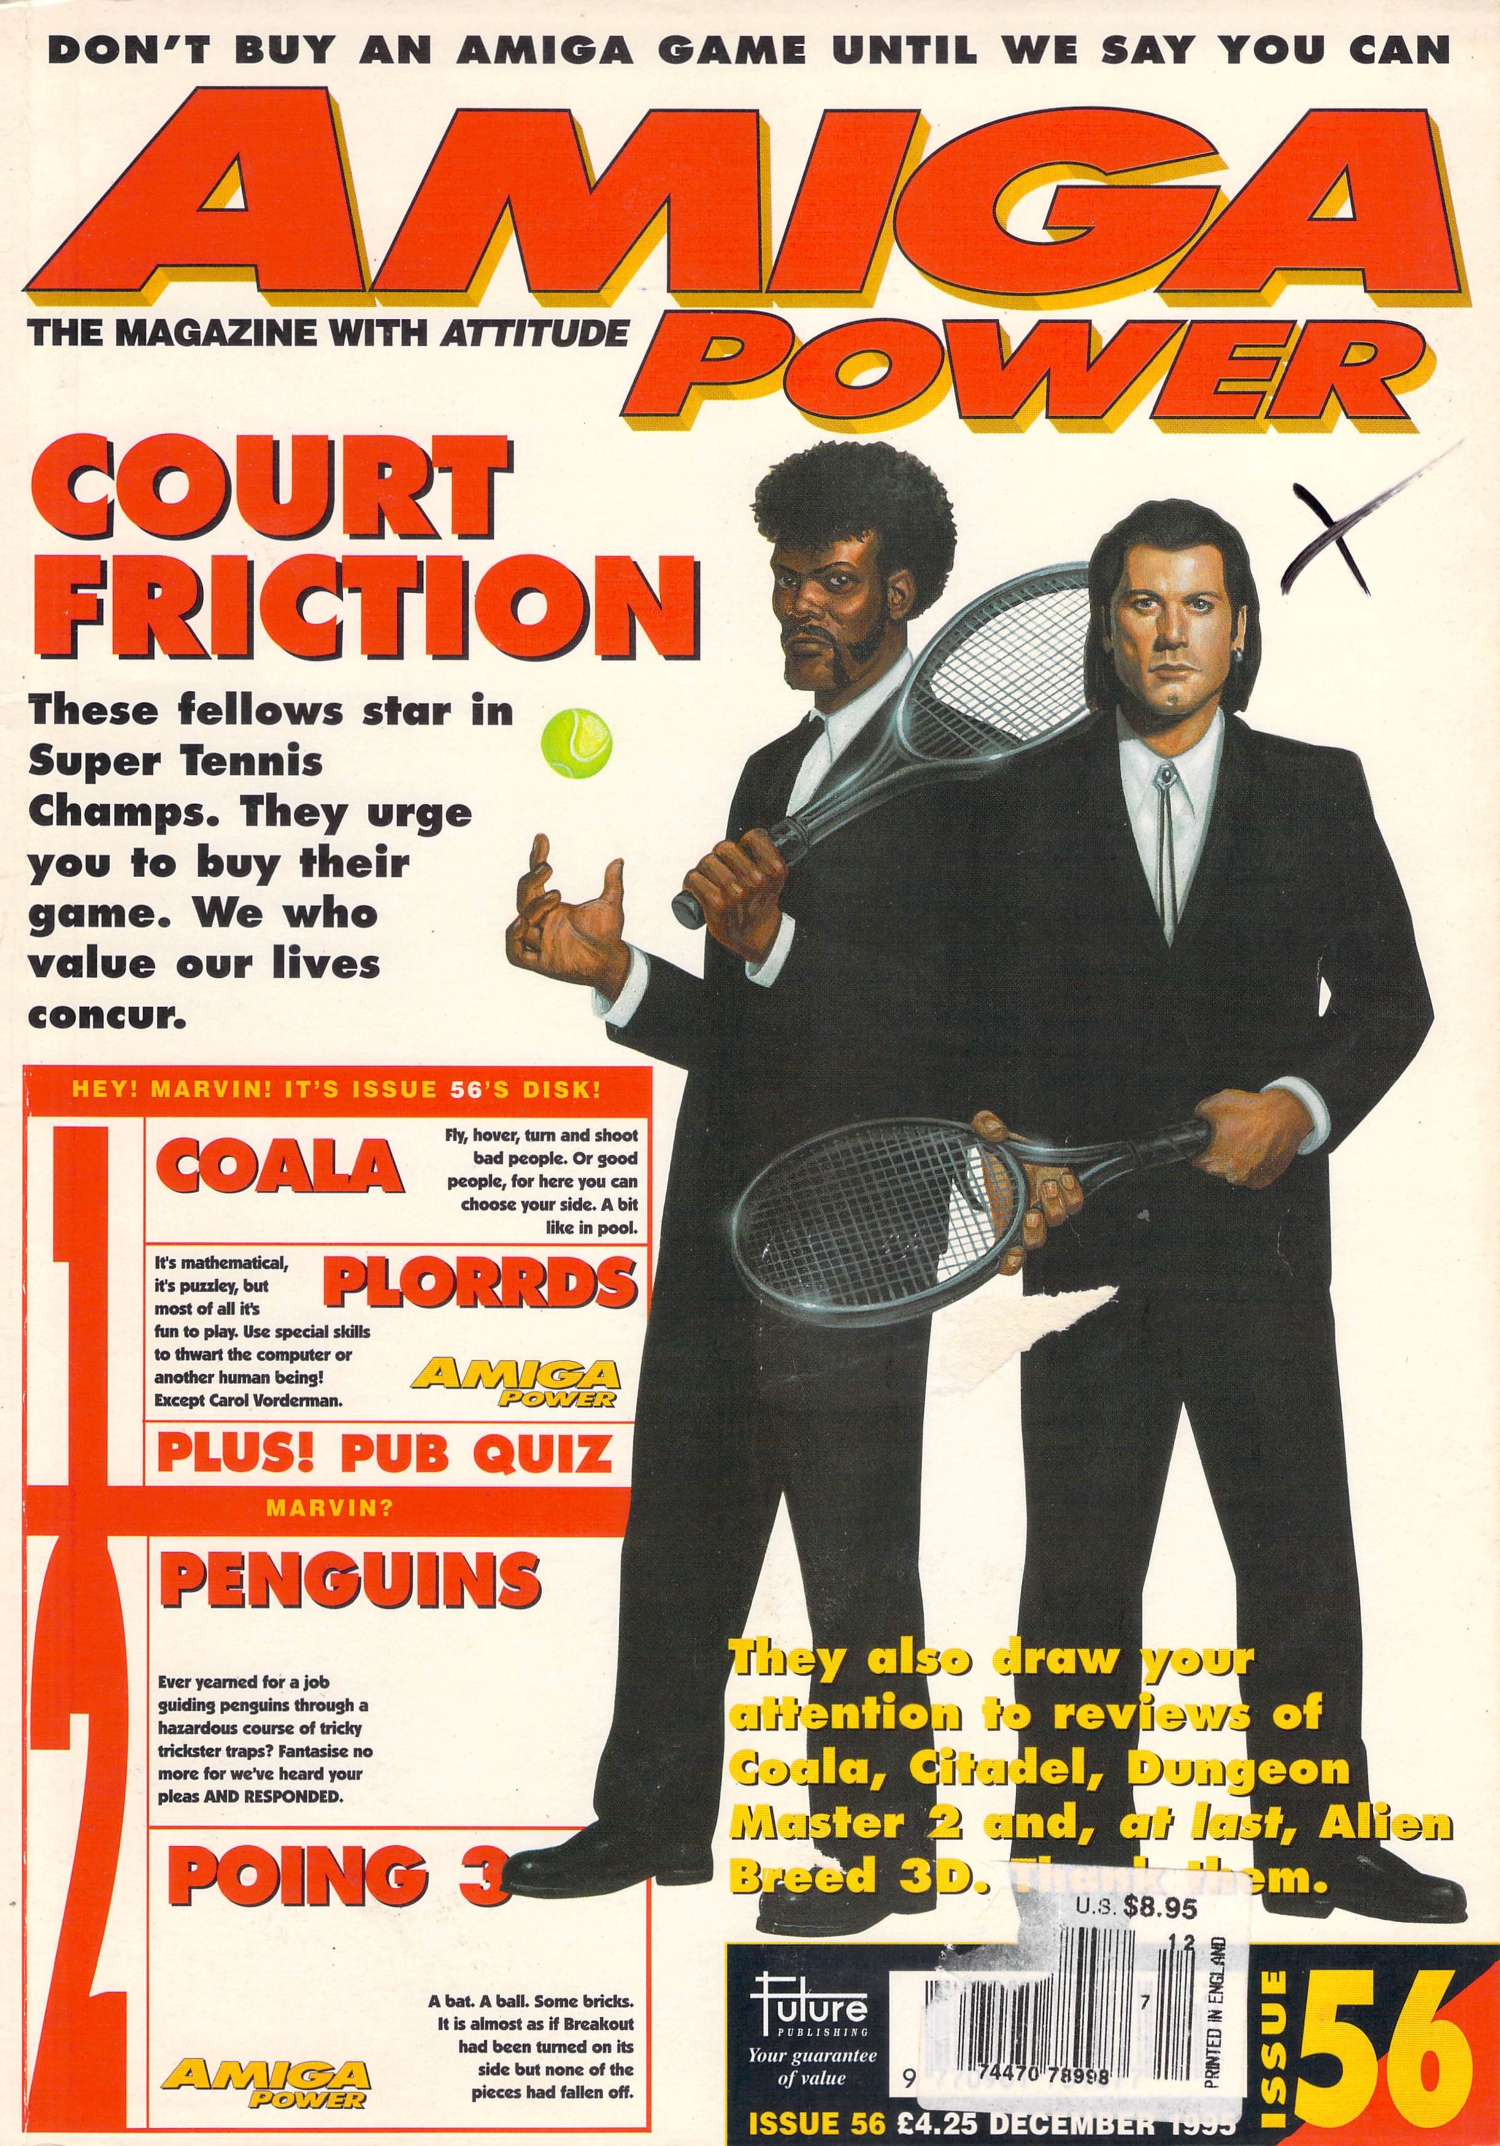 DON'T BUY AN AMIGA GAME UNTIL WE SAY YOU CAN
AMIGA
POWER
THE MAGAZINE WITH ATTITUDE
COURT
FRICTION
These fellows star in
Super Tennis
Champs. They urge
you to buy their
game. We who
value our lives
concur.
HEY! MARVIN! IT'S ISSUE 56'S DISK!
1
COALA
Fly, hover, turn and shoot
bad people. Or good
people, for here you can
choose your side. A bit
like in pool.
PLORRDS
It's mathematical,
it's puzzley, but
most of all it's
fun to play. Use special skills
to thwart the computer or
another human being!
Except Carol Vorderman.
AMIGA
POWER
PLUS! PUB QUIZ
MARVIN?
2
PENGUINS
Ever yearned for a job
guiding penguins through a
hazardous course of tricky
trickster traps? Fantasise no
more for we've heard your
pleas AND RESPONDED.
POING 3
A bat. A ball. Some bricks.
It is almost as if Breakout
had been turned on its
side but none of the
pieces had fallen off.
AMIGA
POWER
They also draw your
attention to reviews of
Coala, Citadel, Dungeon
Master 2 and, at last, Alien
Breed 3D. Thank them.
U.S. $8.95
12
7
74470 78998
9
PRINTED IN ENGLAND
Future
PUBLISHING
Your guarantee
of value
ISSUE 56 £4.25 DECEMBER 1995
ISSUE
56